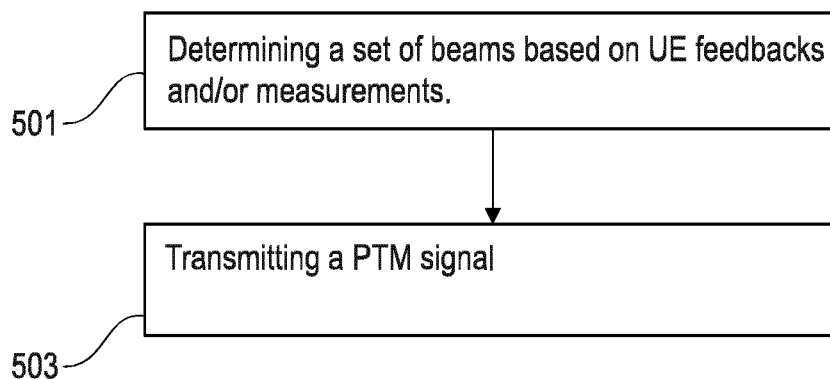 Determining a set of beams based on UE feedbacks
and/or measurements.
501
Transmitting a PTM signal
503